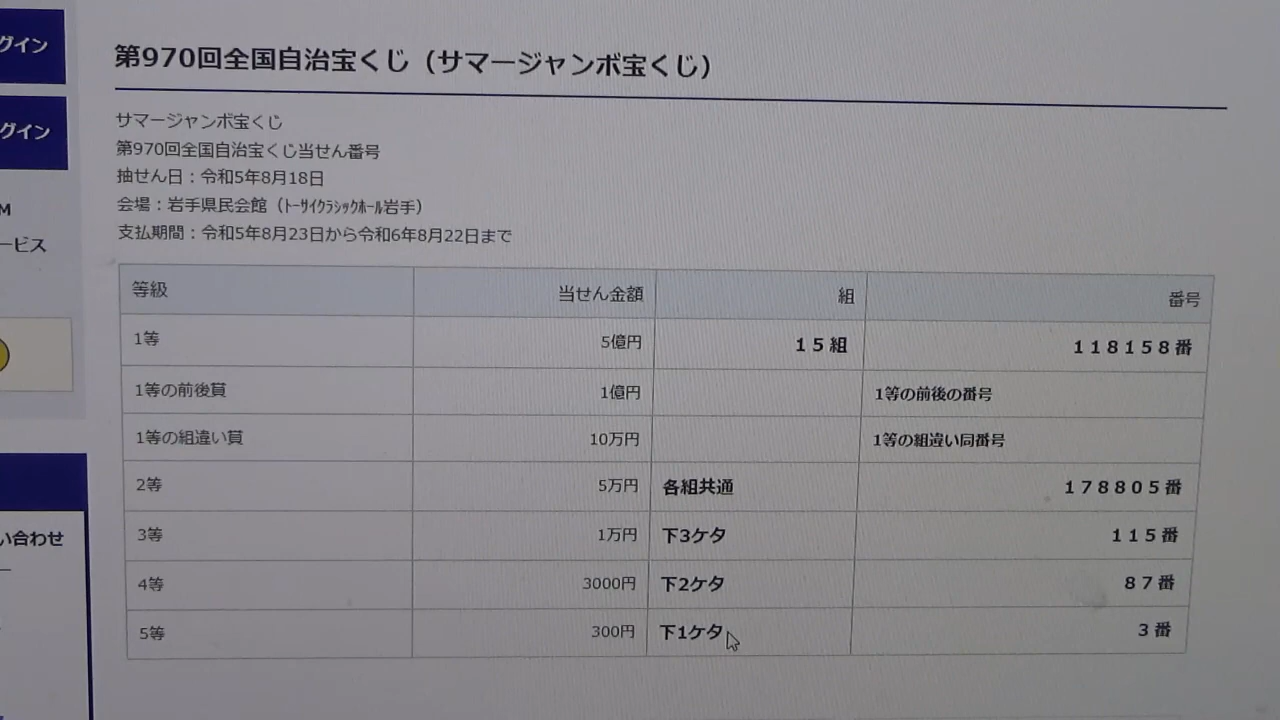 グイン
グイン
M
ービス
い合わせ
第970回全国自治宝くじ（サマージャンボ宝くじ）
サマージャンボ宝くじ
第970回全国自治宝くじ当せん番号
抽せん日：令和5年8月18日
会場：岩手県民会館（ﾄｰｻｲｸﾗｼｯｸﾎｰﾙ岩手）
支払期間：令和5年8月23日から令和6年8月22日まで
等級 当せん金額 組 番号
1等 5億円 １５組 １１８１５８番
1等の前後賞 1億円 1等の前後の番号
1等の組違い賞 10万円 1等の組違い同番号
2等 5万円 各組共通 １７８８０５番
3等 1万円 下3ケタ １１５番
4等 3000円 下2ケタ ８７番
5等 300円 下1ケタ ３番